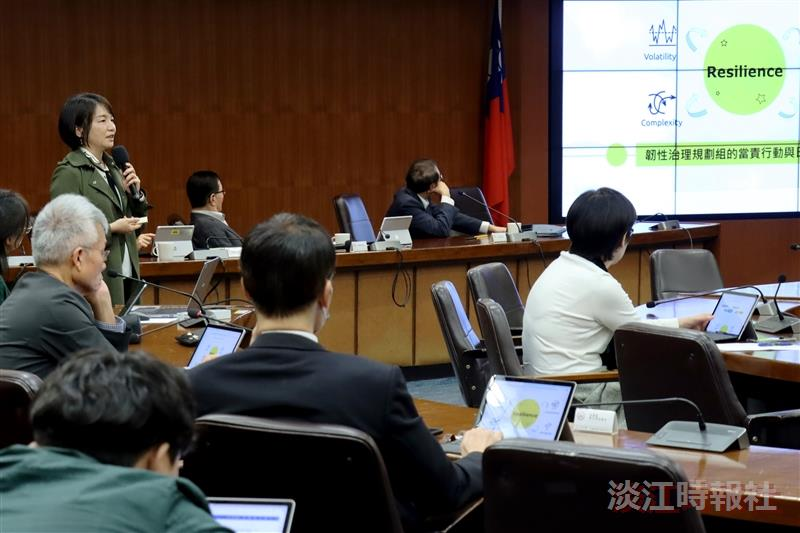 Volatility
Resilience
Complexity
韌性治理規劃組的當責行動與
淡江時報社